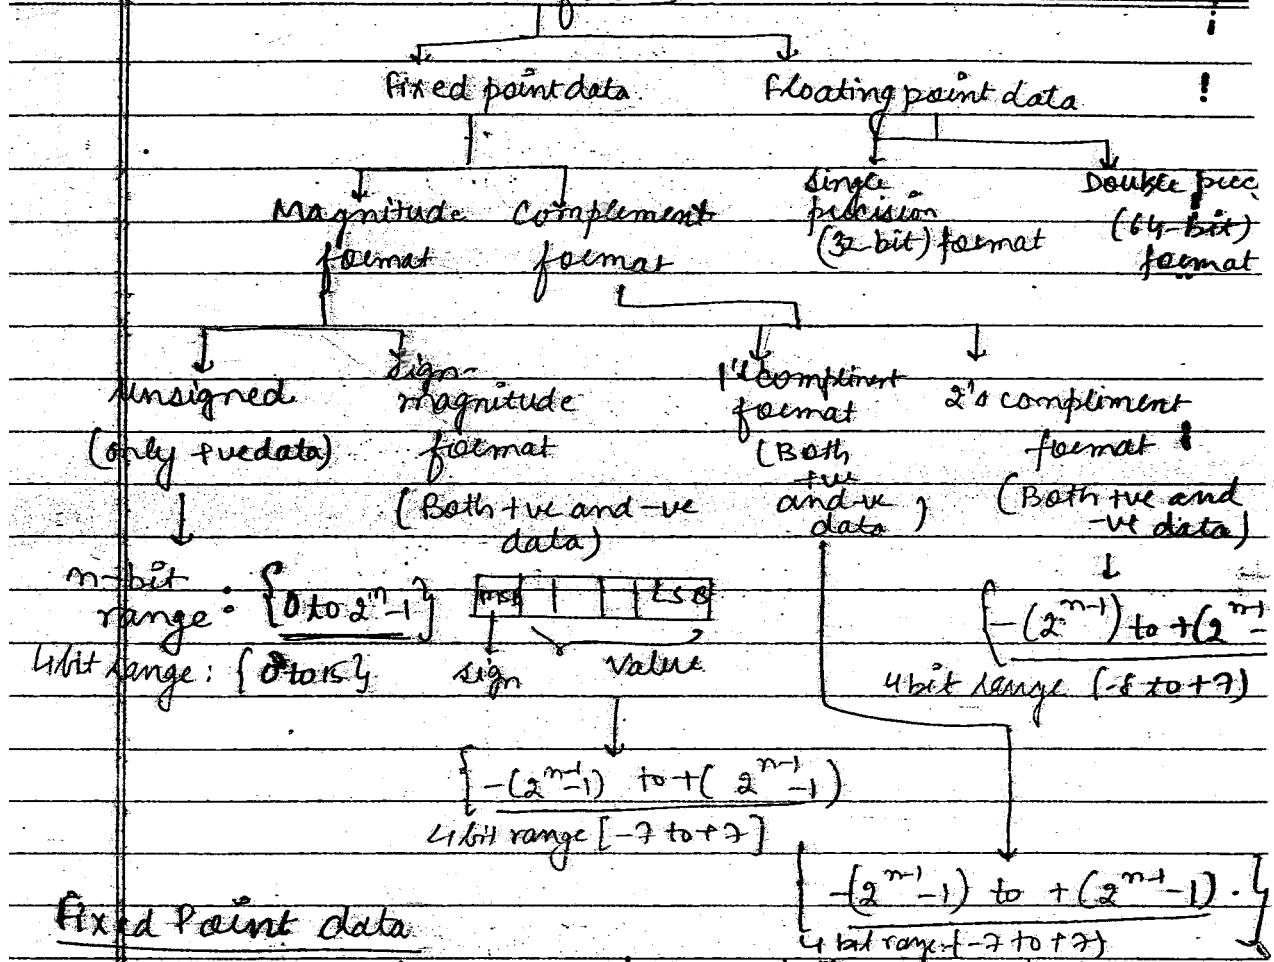 Fixed point data
Floating point data
Magnitude format
Complement format
Single precision (32-bit) format
Double prec. (64-bit) format
Unsigned
(only +ve data)
Sign-magnitude format
(Both +ve and -ve data)
1's compliment format
(Both +ve and -ve data)
2's compliment format
(Both +ve and -ve data)
n-bit range: {0 to 2^n-1}
4bit range: {0 to 15}
MSB LSB
sign value
{-(2^n-1) to +(2^n-1 -
4 bit range (-8 to +7)
{-(2^n-1 -1) to +(2^n-1 -1)
4 bit range [-7 to +7]
{-(2^n-1 -1) to +(2^n-1 -1).}
4 bit range:(-7 to +7)
Fixed Point data